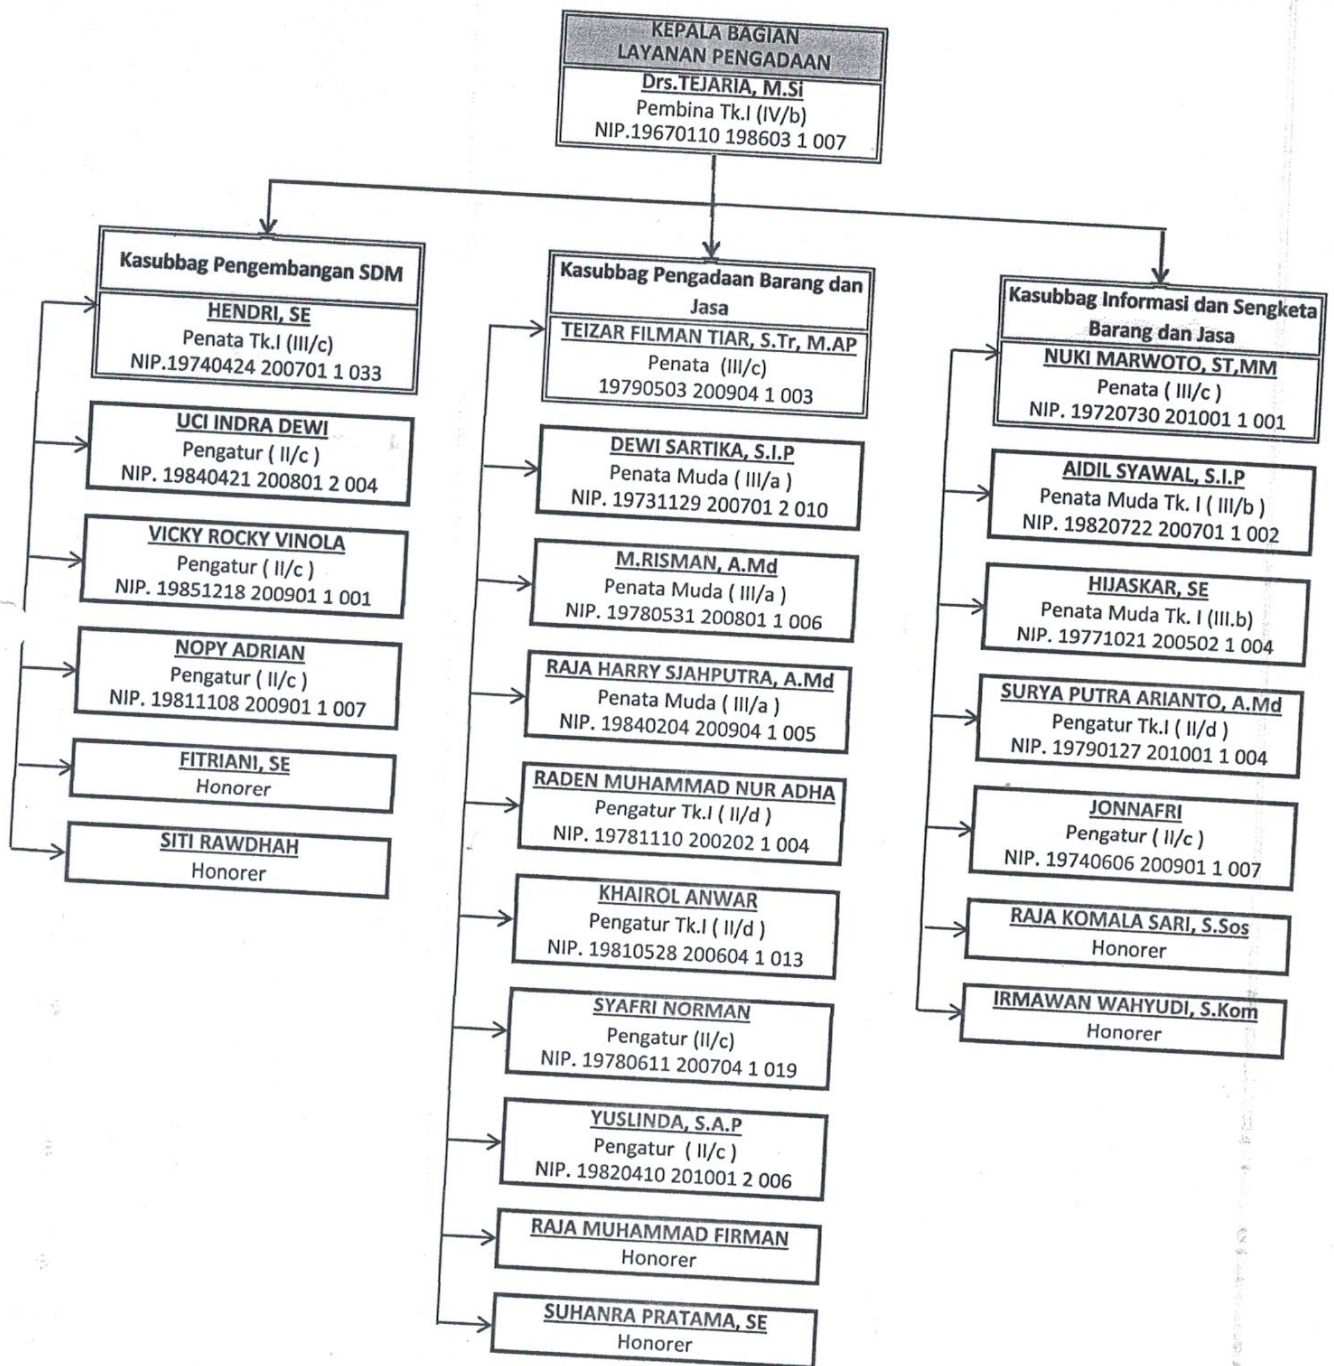 KEPALA BAGIAN
LAYANAN PENGADAAN
Drs.TEJARIA, M.Si
Pembina Tk.I (IV/b)
NIP.19670110 198603 1 007
Kasubbag Pengembangan SDM
HENDRI, SE
Penata Tk.I (III/c)
NIP.19740424 200701 1 033
UCI INDRA DEWI
Pengatur ( II/c )
NIP. 19840421 200801 2 004
VICKY ROCKY VINOLA
Pengatur ( II/c )
NIP. 19851218 200901 1 001
NOPY ADRIAN
Pengatur ( II/c )
NIP. 19811108 200901 1 007
FITRIANI, SE
Honorer
SITI RAWDHAH
Honorer
Kasubbag Pengadaan Barang dan
Jasa
TEIZAR FILMAN TIAR, S.Tr, M.AP
Penata (III/c)
19790503 200904 1 003
DEWI SARTIKA, S.I.P
Penata Muda ( III/a )
NIP. 19731129 200701 2 010
M.RISMAN, A.Md
Penata Muda ( III/a )
NIP. 19780531 200801 1 006
RAJA HARRY SJAHPUTRA, A.Md
Penata Muda ( III/a )
NIP. 19840204 200904 1 005
RADEN MUHAMMAD NUR ADHA
Pengatur Tk.I ( II/d )
NIP. 19781110 200202 1 004
KHAIROL ANWAR
Pengatur Tk.I ( II/d )
NIP. 19810528 200604 1 013
SYAFRI NORMAN
Pengatur (II/c)
NIP. 19780611 200704 1 019
YUSLINDA, S.A.P
Pengatur ( II/c )
NIP. 19820410 201001 2 006
RAJA MUHAMMAD FIRMAN
Honorer
SUHANRA PRATAMA, SE
Honorer
Kasubbag Informasi dan Sengketa
Barang dan Jasa
NUKI MARWOTO, ST,MM
Penata ( III/c )
NIP. 19720730 201001 1 001
AIDIL SYAWAL, S.I.P
Penata Muda Tk. I ( III/b )
NIP. 19820722 200701 1 002
HIJASKAR, SE
Penata Muda Tk. I (III.b)
NIP. 19771021 200502 1 004
SURYA PUTRA ARIANTO, A.Md
Pengatur Tk.I ( II/d )
NIP. 19790127 201001 1 004
JONNAFRI
Pengatur ( II/c )
NIP. 19740606 200901 1 007
RAJA KOMALA SARI, S.Sos
Honorer
IRMAWAN WAHYUDI, S.Kom
Honorer